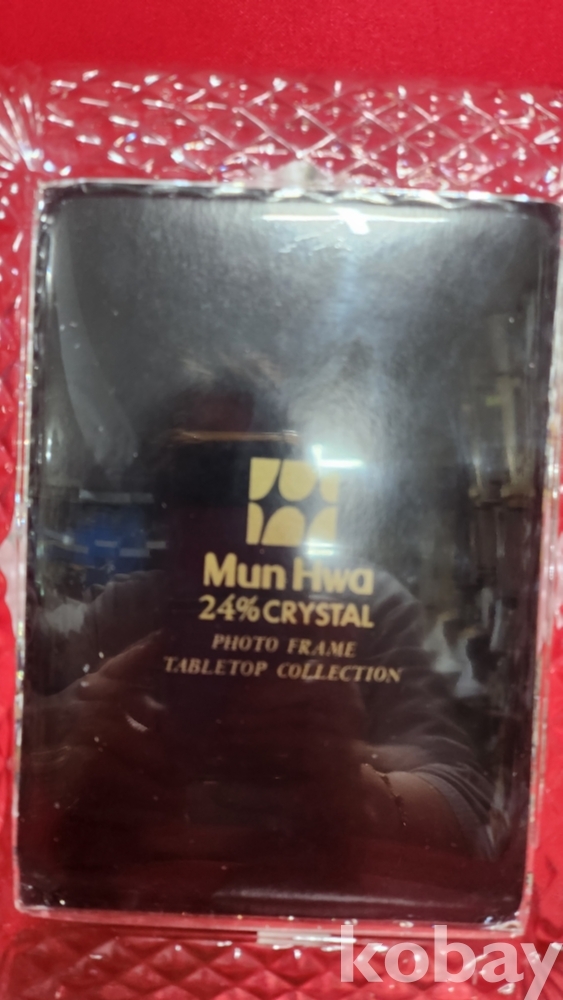 Mun Hwa
24% CRYSTAL
PHOTO FRAME
TABLETOP COLLECTION
kobay